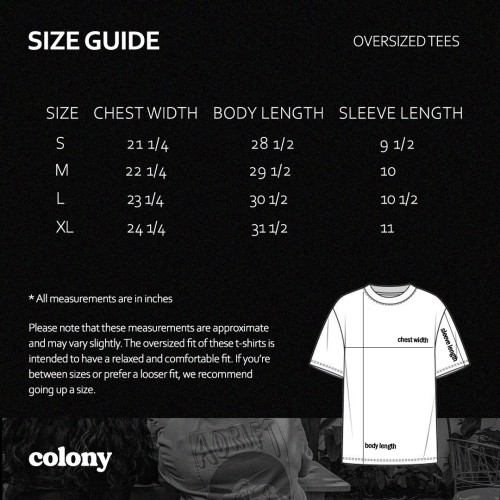 SIZE GUIDE
OVERSIZED TEES
SIZE CHEST WIDTH BODY LENGTH SLEEVE LENGTH
S 21 1/4 28 1/2 9 1/2
M 22 1/4 29 1/2 10
L 23 1/4 30 1/2 10 1/2
XL 24 1/4 31 1/2 11
* All measurements are in inches
Please note that these measurements are approximate
and may vary slightly. The oversized fit of these t-shirts is
intended to have a relaxed and comfortable fit. If you're
between sizes or prefer a looser fit, we recommend
going up a size.
chest width
sleeve length
body length
colony